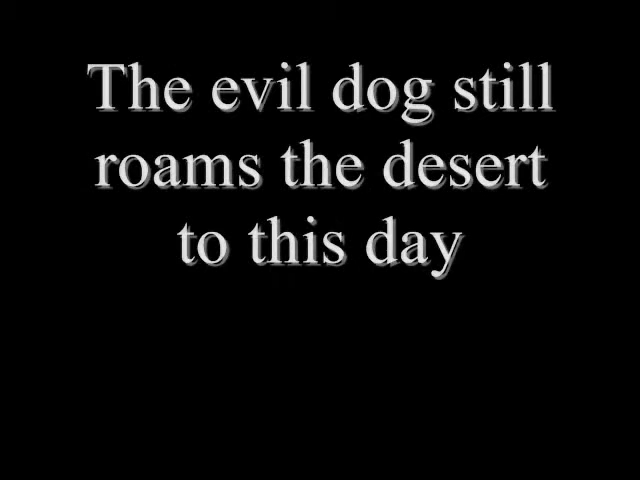 The evil dog still
roams the desert
to this day